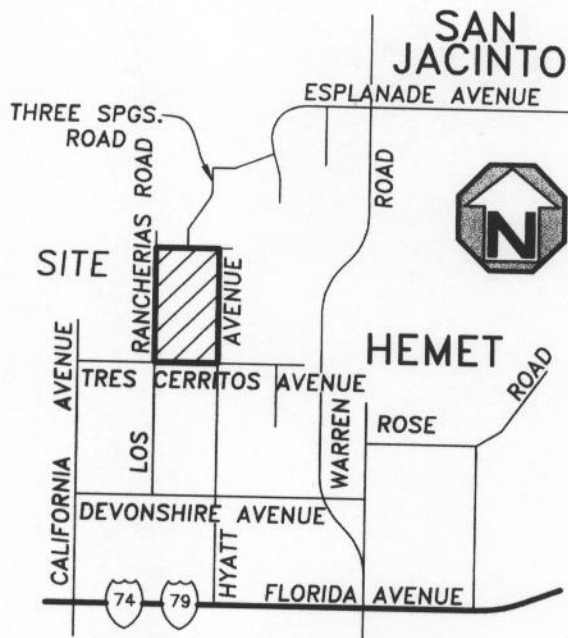 SAN
JACINTO
ESPLANADE AVENUE
THREE SPGS.
ROAD
RANCHERIAS ROAD
ROAD
N
SITE
AVENUE
HEMET
CALIFORNIA AVENUE
TRES CERRITOS AVENUE
ROAD
ROSE
LOS
WARREN
DEVONSHIRE AVENUE
HYATT
FLORIDA AVENUE
74
79